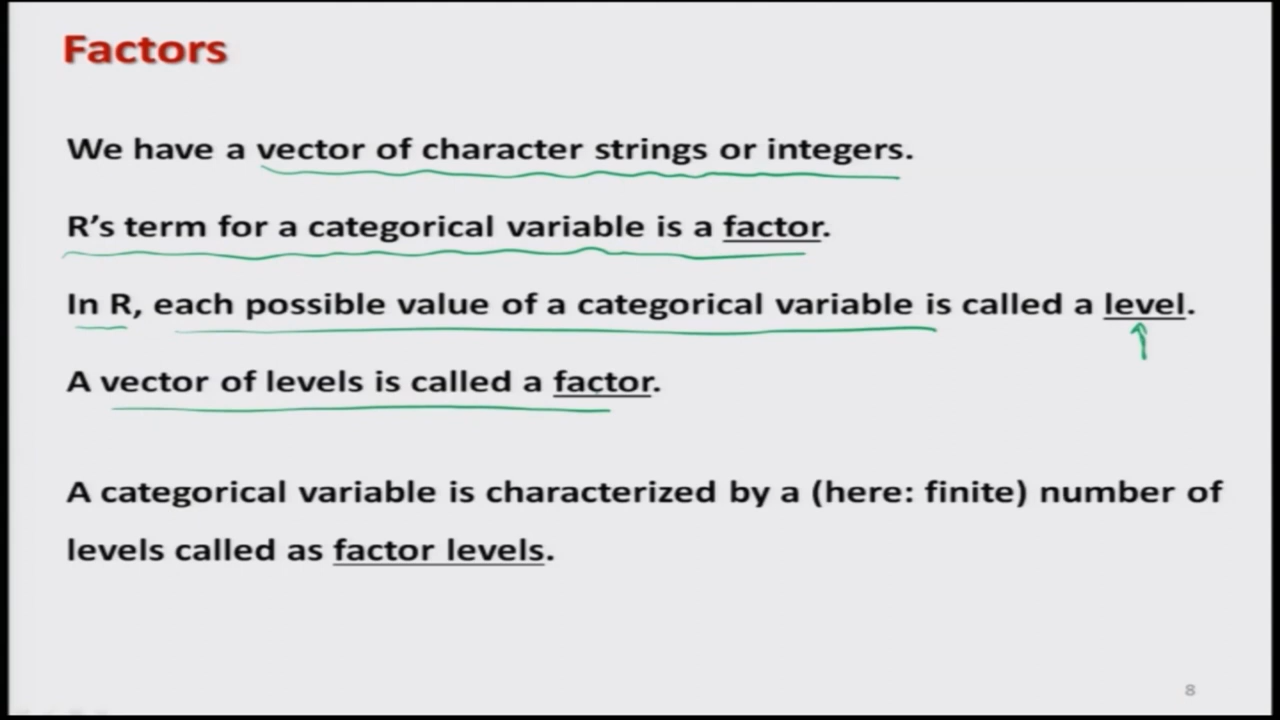 Factors
We have a vector of character strings or integers.
R’s term for a categorical variable is a factor.
In R, each possible value of a categorical variable is called a level.
A vector of levels is called a factor.
A categorical variable is characterized by a (here: finite) number of
levels called as factor levels.
8